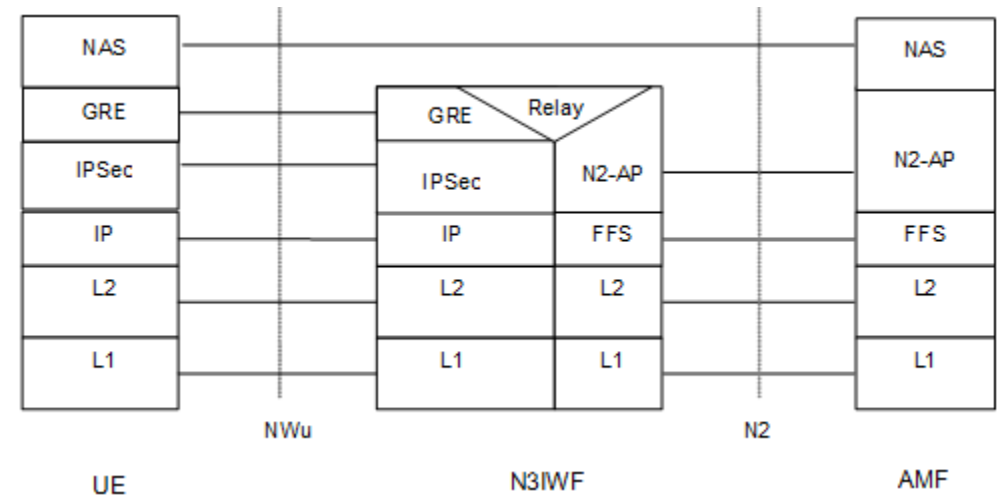 NAS
NAS
GRE
GRE
Relay
IPSec
IPSec
N2-AP
N2-AP
IP
IP
FFS
FFS
L2
L2
L2
L2
L1
L1
L1
L1
NWu
N2
UE
N3IWF
AMF